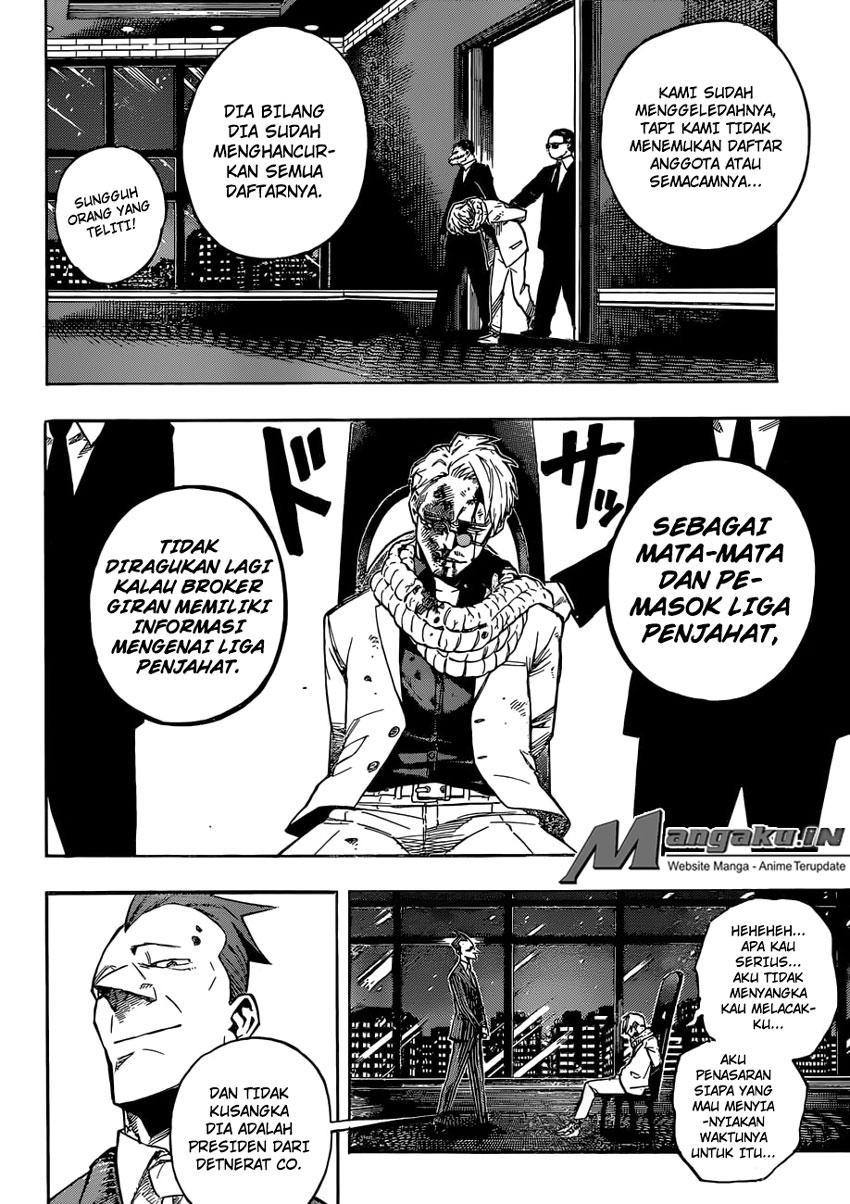 KAMI SUDAH
MENGGELEDAHNYA,
TAPI KAMI TIDAK
MENEMUKAN DAFTAR
ANGGOTA ATAU
SEMACAMNYA...
DIA BILANG
DIA SUDAH
MENGHANCUR-
KAN SEMUA
DAFTARNYA.
SUNGGUH
ORANG YANG
TELITI!
ドサッ
SEBAGAI
MATA-MATA
DAN PE-
MASOK LIGA
PENJAHAT,
TIDAK
DIRAGUKAN LAGI
KALAU BROKER
GIRAN MEMILIKI
INFORMASI
MENGENAI LIGA
PENJAHAT.
Mangaku.in
Website Manga - Anime Terupdate
HEHEHEH...
APA KAU
SERIUS...
AKU TIDAK
MENYANGKA
KAU MELACAK-
KU...
AKU
PENASARAN
SIAPA YANG
MAU MENYIA
-NYIAKAN
WAKTUNYA
UNTUK ITU...
DAN TIDAK
KUSANGKA
DIA ADALAH
PRESIDEN DARI
DETNERAT CO.